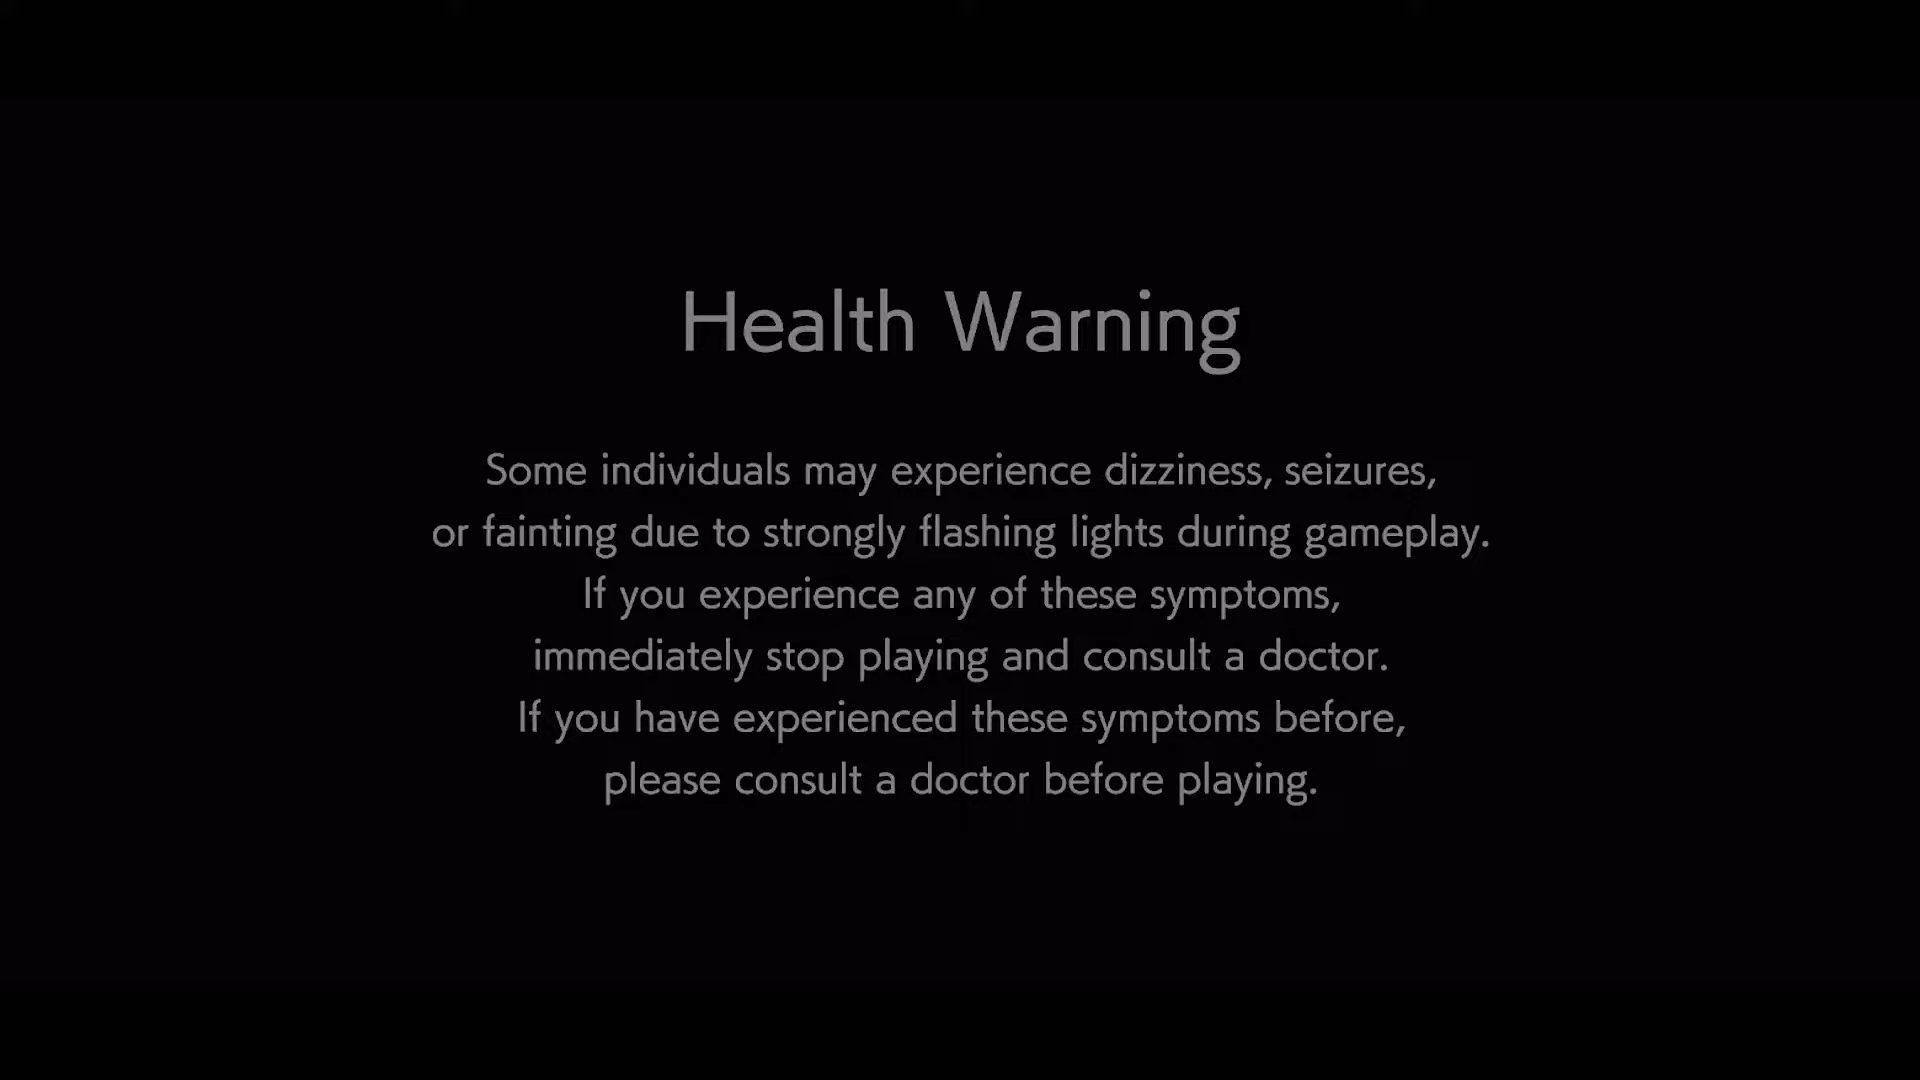 Health Warning
Some individuals may experience dizziness, seizures,
or fainting due to strongly flashing lights during gameplay.
If you experience any of these symptoms,
immediately stop playing and consult a doctor.
If you have experienced these symptoms before,
please consult a doctor before playing.